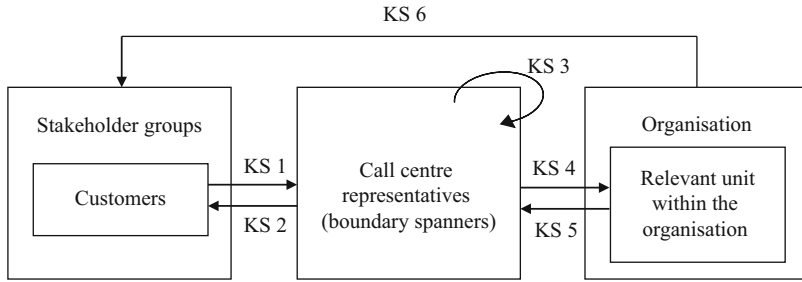 KS 6
KS 3
Stakeholder groups
Customers
KS 1
KS 2
Call centre
representatives
(boundary spanners)
KS 4
KS 5
Organisation
Relevant unit
within the
organisation